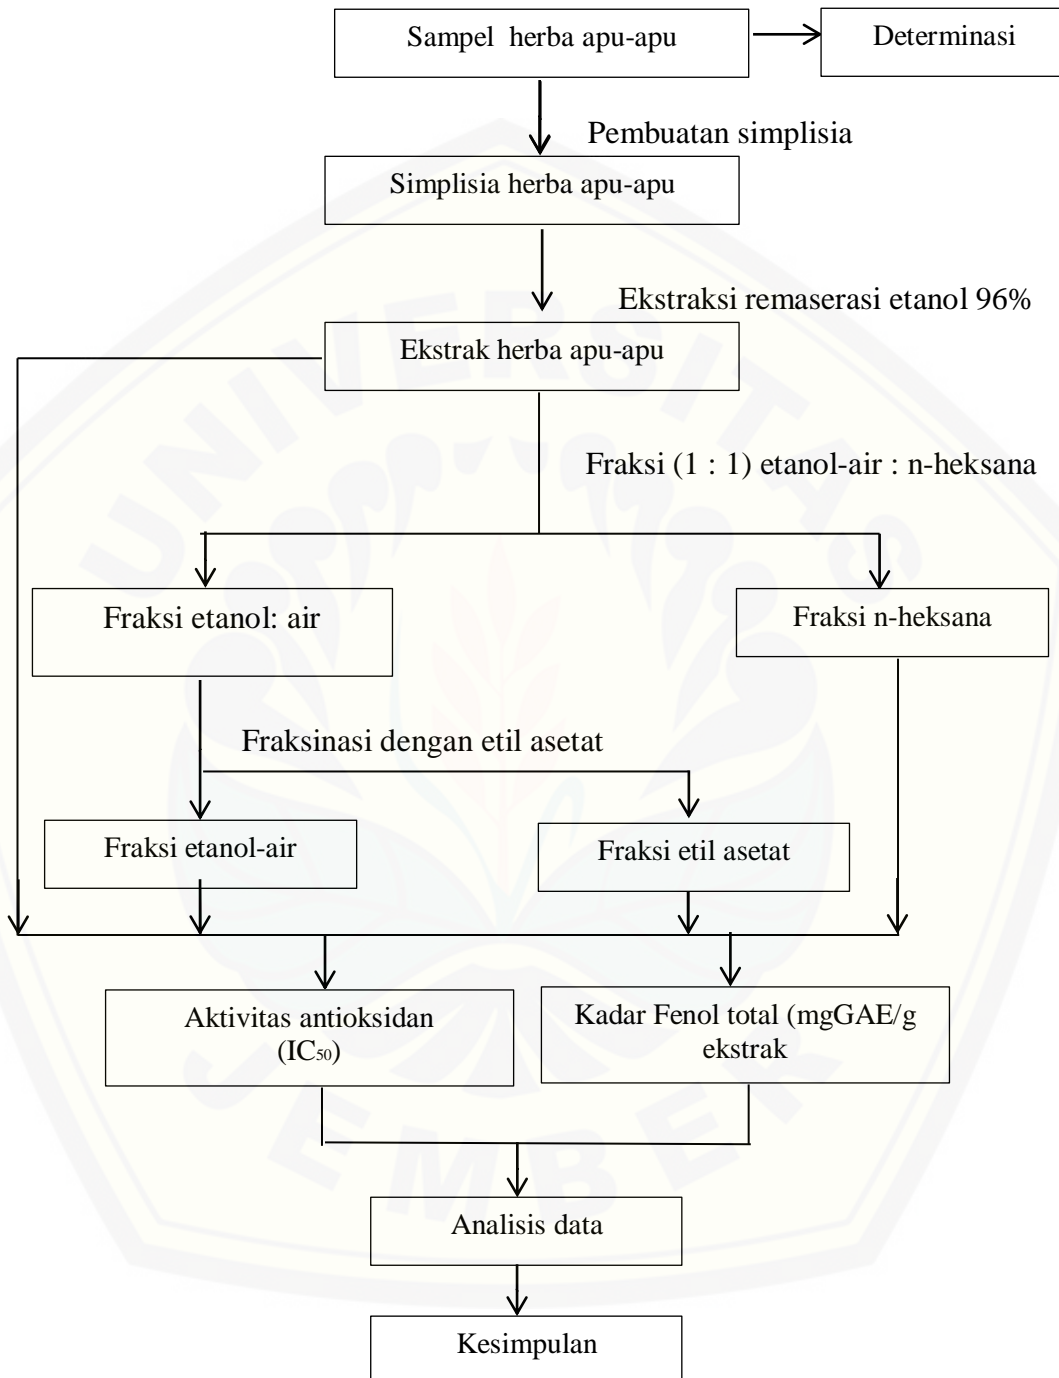 Sampel herba apu-apu
Determinasi
Pembuatan simplisia
Simplisia herba apu-apu
Ekstraksi remaserasi etanol 96%
Ekstrak herba apu-apu
Fraksi (1 : 1) etanol-air : n-heksana
Fraksi etanol: air
Fraksi n-heksana
Fraksinasi dengan etil asetat
Fraksi etanol-air
Fraksi etil asetat
Aktivitas antioksidan
(IC₅₀)
Kadar Fenol total (mgGAE/g
ekstrak
Analisis data
Kesimpulan
UNIVERSITAS
JEMBER